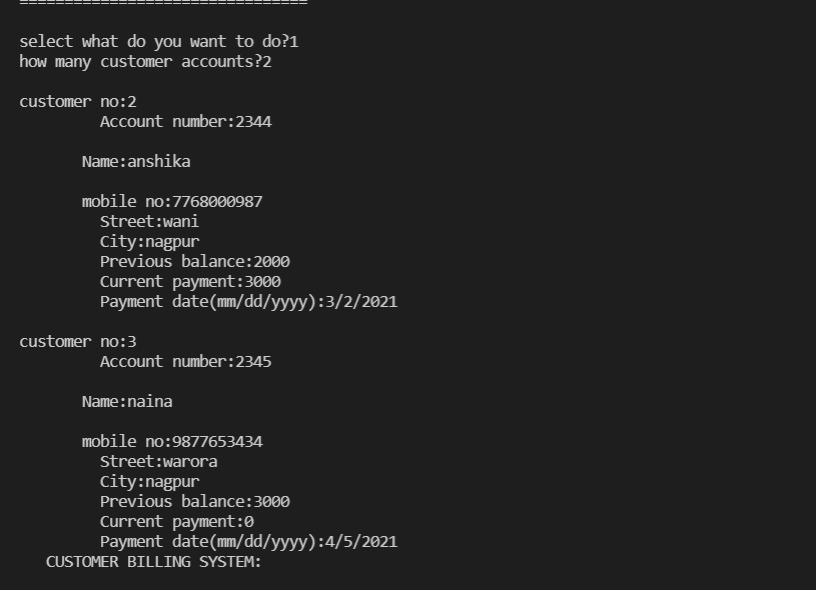 ================================
select what do you want to do?1
how many customer accounts?2
customer no:2
Account number:2344
Name:anshika
mobile no:7768000987
Street:wani
City:nagpur
Previous balance:2000
Current payment:3000
Payment date(mm/dd/yyyy):3/2/2021
customer no:3
Account number:2345
Name:naina
mobile no:9877653434
Street:warora
City:nagpur
Previous balance:3000
Current payment:0
Payment date(mm/dd/yyyy):4/5/2021
CUSTOMER BILLING SYSTEM: